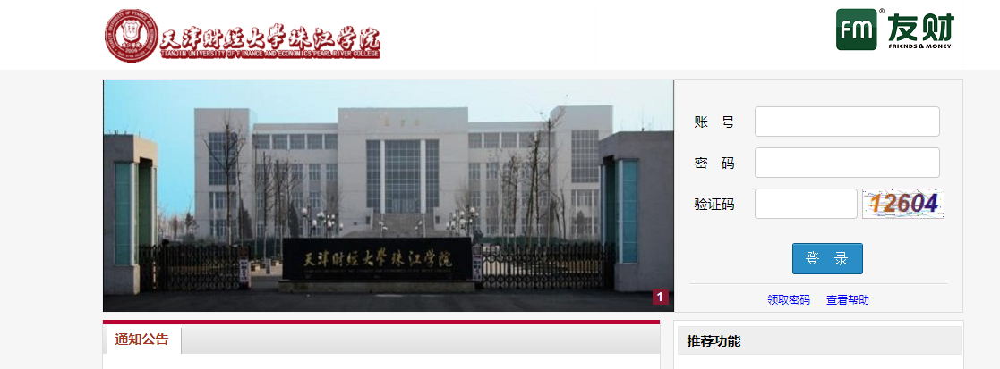 天津财经大学珠江学院
TIANJIN UNIVERSITY OF FINANCE AND ECONOMICS PEARL RIVER COLLEGE
FM® 友财
FRIENDS & MONEY
账 号
密 码
验证码 12604
登 录
领取密码 查看帮助
天津财经大学珠江学院
1
通知公告
推荐功能